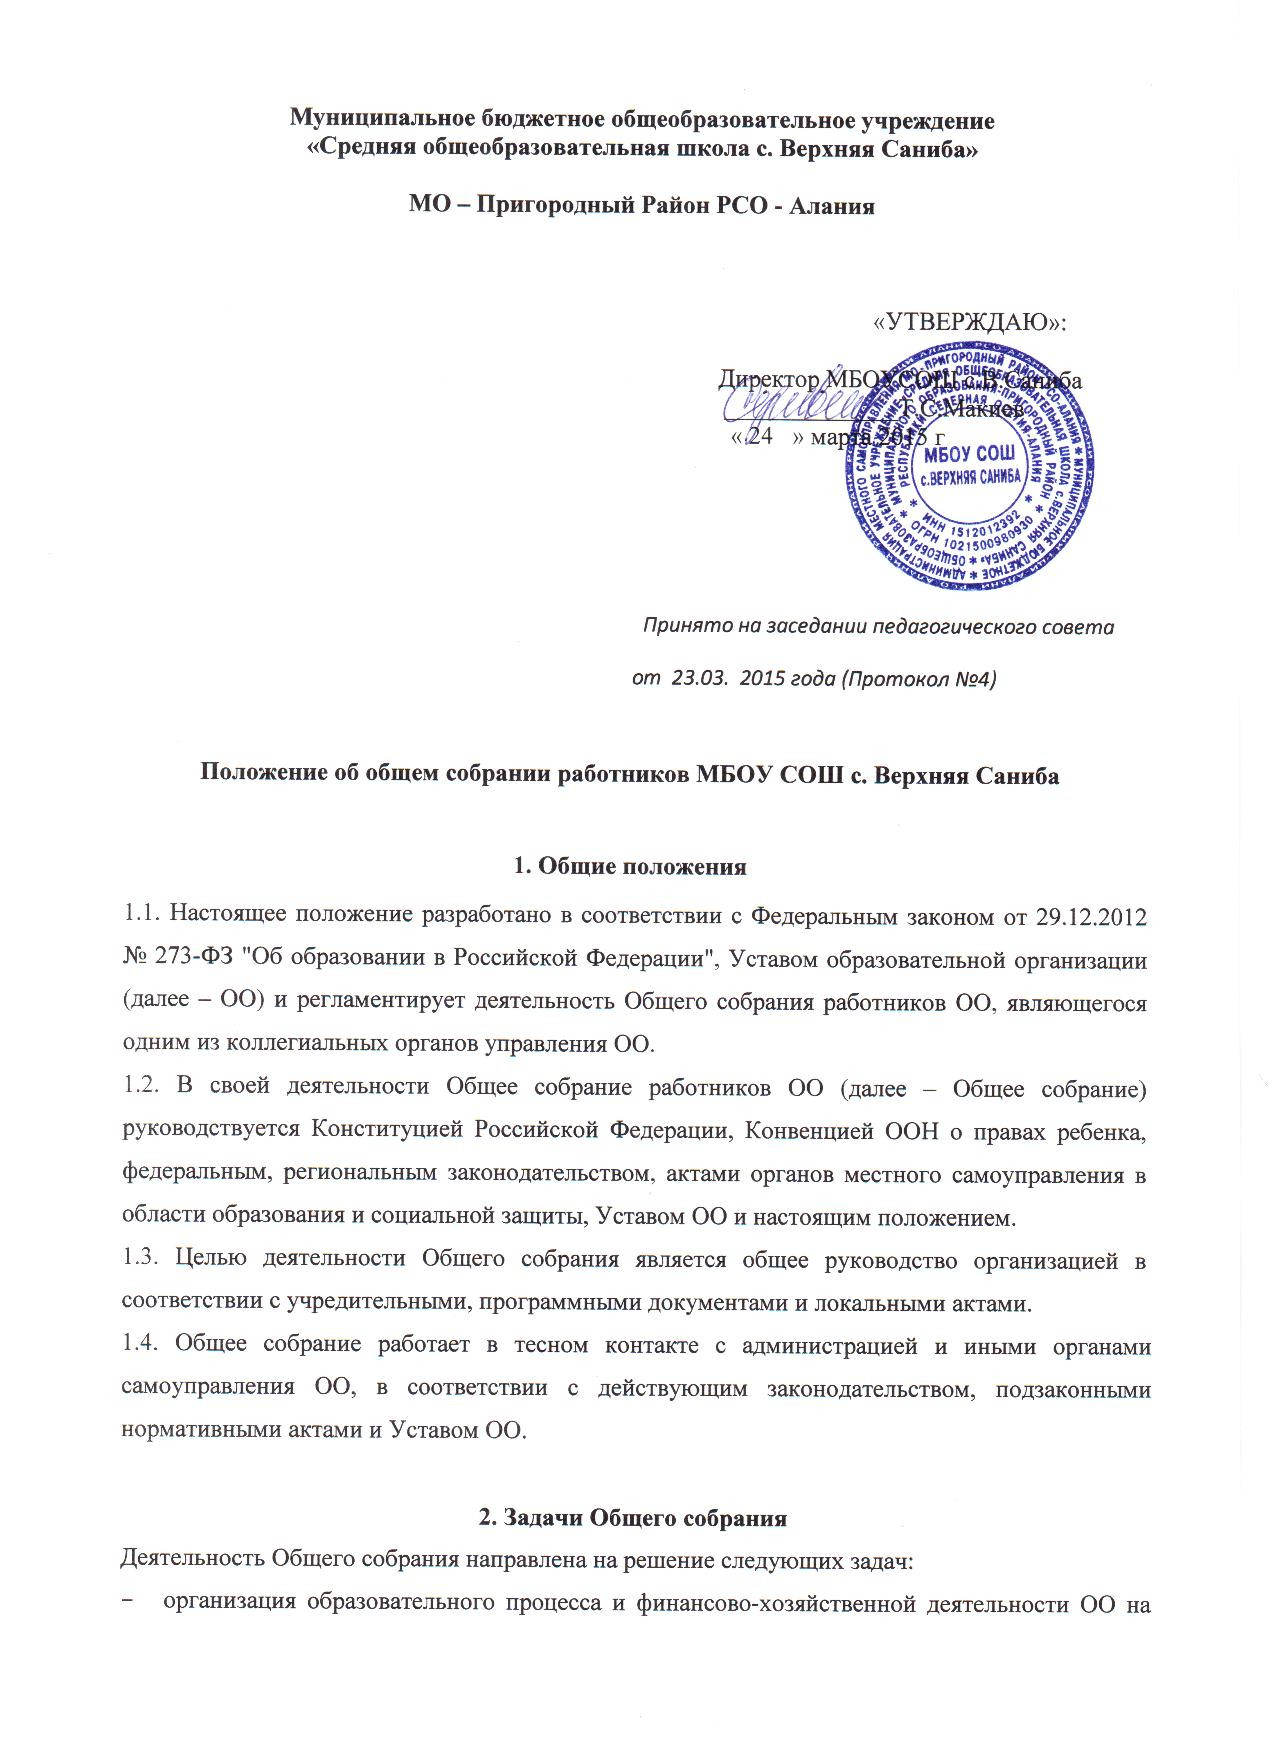 Муниципальное бюджетное общеобразовательное учреждение
«Средняя общеобразовательная школа с. Верхняя Саниба»
МО – Пригородный Район РСО - Алания
«УТВЕРЖДАЮ»:
Директор МБОУ СОШ с.В.Саниба
Т.С.Макиев
« 24 » марта 2015 г
МБОУ СОШ
с.ВЕРХНЯЯ САНИБА
ИНН 1512012392
ОГРН 1021500980930
Принято на заседании педагогического совета
от 23.03. 2015 года (Протокол №4)
Положение об общем собрании работников МБОУ СОШ с. Верхняя Саниба
1. Общие положения
1.1. Настоящее положение разработано в соответствии с Федеральным законом от 29.12.2012
№ 273-ФЗ "Об образовании в Российской Федерации", Уставом образовательной организации
(далее – ОО) и регламентирует деятельность Общего собрания работников ОО, являющегося
одним из коллегиальных органов управления ОО.
1.2. В своей деятельности Общее собрание работников ОО (далее – Общее собрание)
руководствуется Конституцией Российской Федерации, Конвенцией ООН о правах ребенка,
федеральным, региональным законодательством, актами органов местного самоуправления в
области образования и социальной защиты, Уставом ОО и настоящим положением.
1.3. Целью деятельности Общего собрания является общее руководство организацией в
соответствии с учредительными, программными документами и локальными актами.
1.4. Общее собрание работает в тесном контакте с администрацией и иными органами
самоуправления ОО, в соответствии с действующим законодательством, подзаконными
нормативными актами и Уставом ОО.
2. Задачи Общего собрания
Деятельность Общего собрания направлена на решение следующих задач:
− организация образовательного процесса и финансово-хозяйственной деятельности ОО на